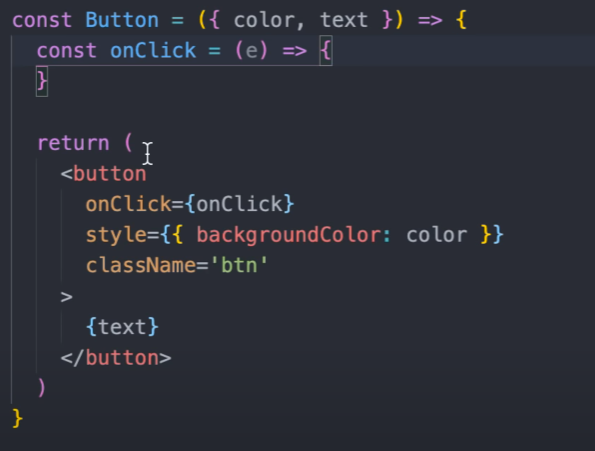 const Button = ({ color, text }) => {
  const onClick = (e) => {
  }

  return (
    <button
      onClick={onClick}
      style={{ backgroundColor: color }}
      className='btn'
    >
      {text}
    </button>
  )
}